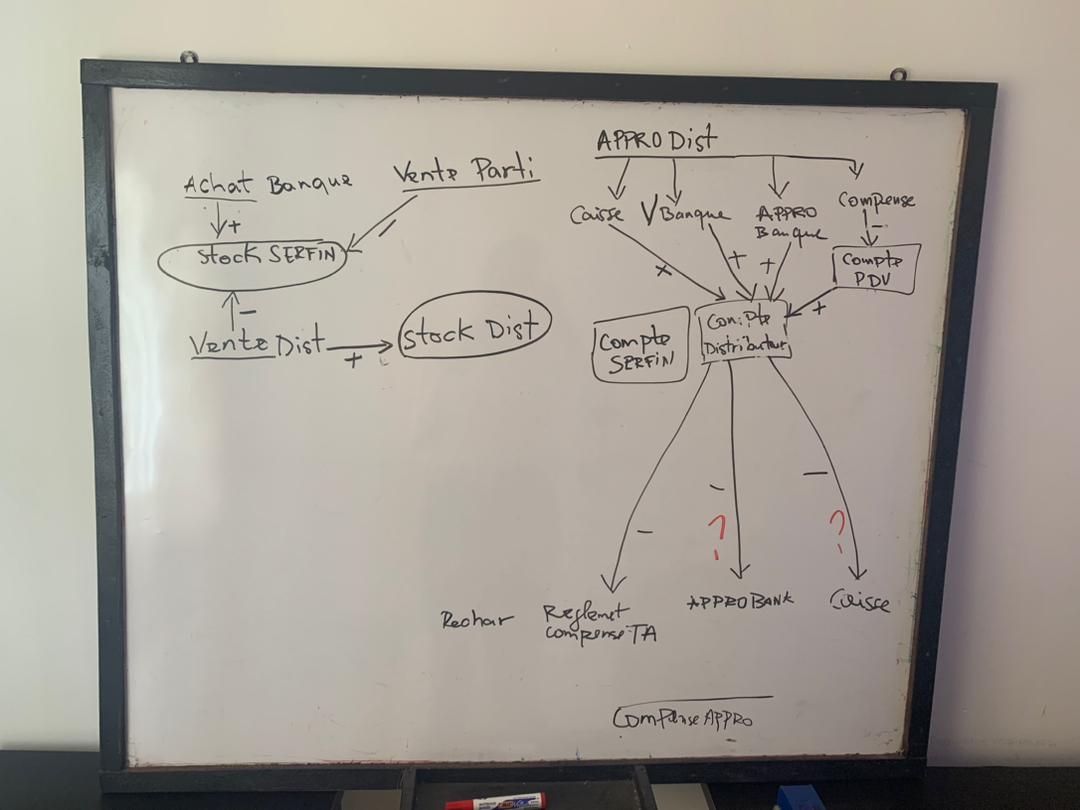 Achat Banque
+
Vente Parti
-
Stock SERFIN
-
Vente Dist
+
Stock Dist
APPRO Dist
Caisse
V Banque
APPRO
Banque
Compense
-
Compte
PDV
+
+
+
+
Compte
SERFIN
Compte
Distributeur
-
-
-
?
?
Rechar
Reglemet
compense TA
APPRO BANK
Caisse
Compense APPRO